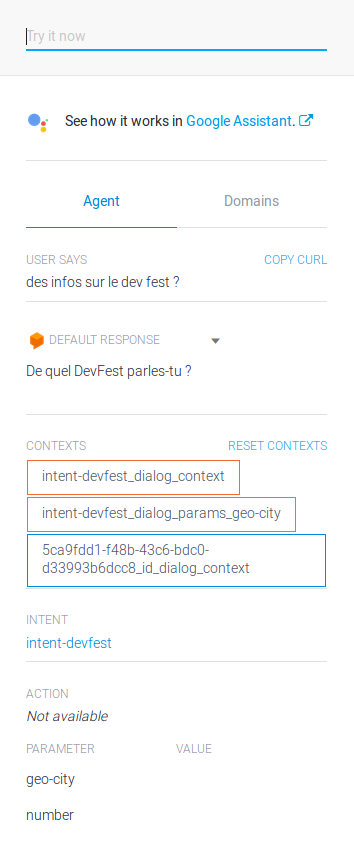 Try it now
See how it works in Google Assistant.
Agent Domains
USER SAYS COPY CURL
des infos sur le dev fest ?
DEFAULT RESPONSE
De quel DevFest parles-tu ?
CONTEXTS RESET CONTEXTS
intent-devfest_dialog_context
intent-devfest_dialog_params_geo-city
5ca9fdd1-f48b-43c6-bdc0-
d33993b6dcc8_id_dialog_context
INTENT
intent-devfest
ACTION
Not available
PARAMETER VALUE
geo-city
number